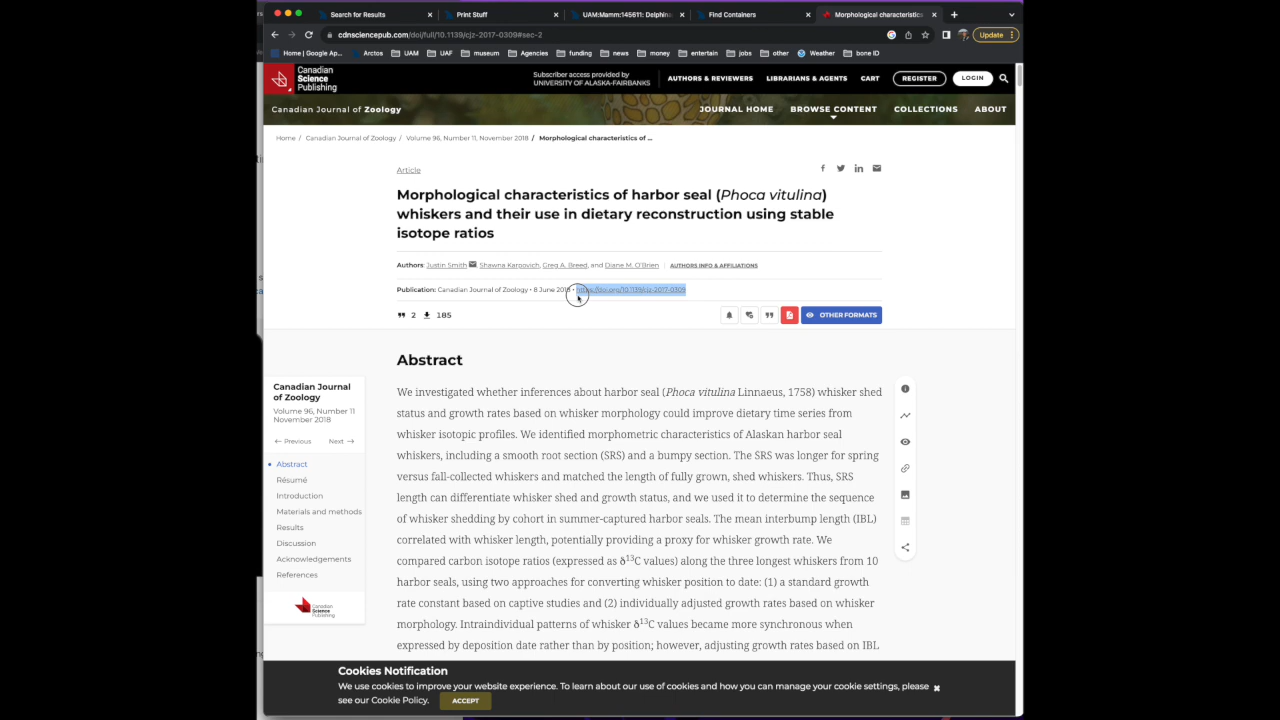 Search for Results
Print Stuff
UAM:Mamm:145611: Delphina
Find Containers
Morphological characteristics
cdnsciencepub.com/doi/full/10.1139/cjz-2017-0309#sec-2
Update
Home | Google Ap...
Arctos
UAM
UAF
museum
Agencies
funding
news
money
entertain
jobs
other
Weather
bone ID
Canadian
Science
Publishing
Subscriber access provided by
UNIVERSITY OF ALASKA-FAIRBANKS
AUTHORS & REVIEWERS
LIBRARIANS & AGENTS
CART
REGISTER
LOGIN
Canadian Journal of Zoology
JOURNAL HOME
BROWSE CONTENT
COLLECTIONS
ABOUT
Home / Canadian Journal of Zoology / Volume 96, Number 11, November 2018 / Morphological characteristics of ...
Article
Morphological characteristics of harbor seal (Phoca vitulina)
whiskers and their use in dietary reconstruction using stable
isotope ratios
Authors: Justin Smith, Shawna Karpovich, Greg A. Breed, and Diane M. O'Brien | AUTHORS INFO & AFFILIATIONS
Publication: Canadian Journal of Zoology • 8 June 2018 • https://doi.org/10.1139/cjz-2017-0309
2 185
OTHER FORMATS
Abstract
We investigated whether inferences about harbor seal (Phoca vitulina Linnaeus, 1758) whisker shed
status and growth rates based on whisker morphology could improve dietary time series from
whisker isotopic profiles. We identified morphometric characteristics of Alaskan harbor seal
whiskers, including a smooth root section (SRS) and a bumpy section. The SRS was longer for spring
versus fall-collected whiskers and matched the length of fully grown, shed whiskers. Thus, SRS
length can differentiate whisker shed and growth status, and we used it to determine the sequence
of whisker shedding by cohort in summer-captured harbor seals. The mean interbump length (IBL)
correlated with whisker length, potentially providing a proxy for whisker growth rate. We
compared carbon isotope ratios (expressed as δ¹³C values) along the three longest whiskers from 10
harbor seals, using two approaches for converting whisker position to date: (1) a standard growth
rate constant based on captive studies and (2) individually adjusted growth rates based on whisker
morphology. Intraindividual patterns of whisker δ¹³C values became more synchronous when
expressed by deposition date rather than by position; however, adjusting growth rates based on IBL
Canadian Journal
of Zoology
Volume 96, Number 11
November 2018
← Previous
Next →
Abstract
Résumé
Introduction
Materials and methods
Results
Discussion
Acknowledgements
References
Canadian
Science
Publishing
Cookies Notification
We use cookies to improve your website experience. To learn about our use of cookies and how you can manage your cookie settings, please
see our Cookie Policy.
ACCEPT